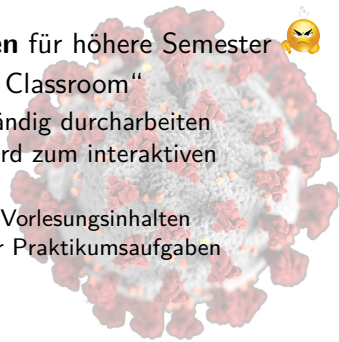 en für höhere Semester
Classroom“
ändig durcharbeiten
rd zum interaktiven
Vorlesungsinhalten
r Praktikumsaufgaben